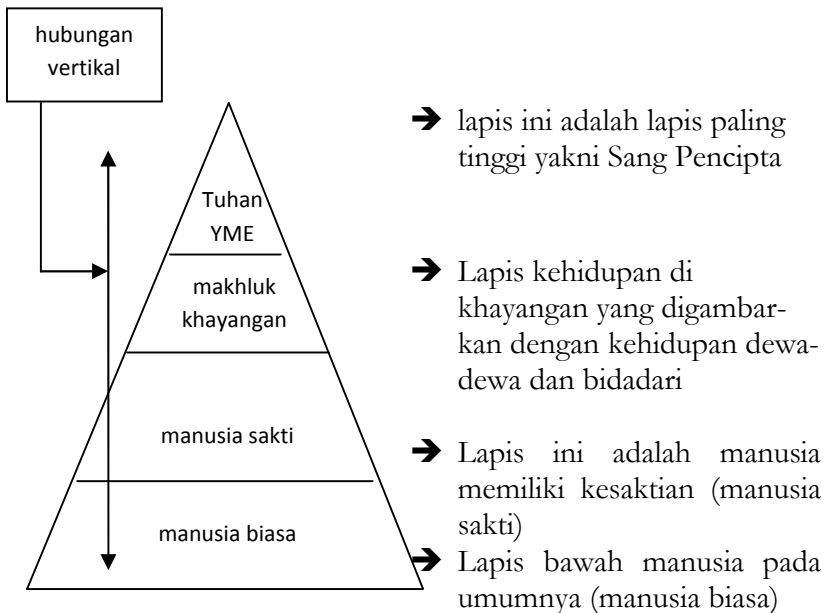 hubungan
vertikal
Tuhan
YME
makhluk
khayangan
manusia sakti
manusia biasa
➔ lapis ini adalah lapis paling
tinggi yakni Sang Pencipta
➔ Lapis kehidupan di
khayangan yang digambar-
kan dengan kehidupan dewa-
dewa dan bidadari
➔ Lapis ini adalah manusia
memiliki kesaktian (manusia
sakti)
➔ Lapis bawah manusia pada
umumnya (manusia biasa)